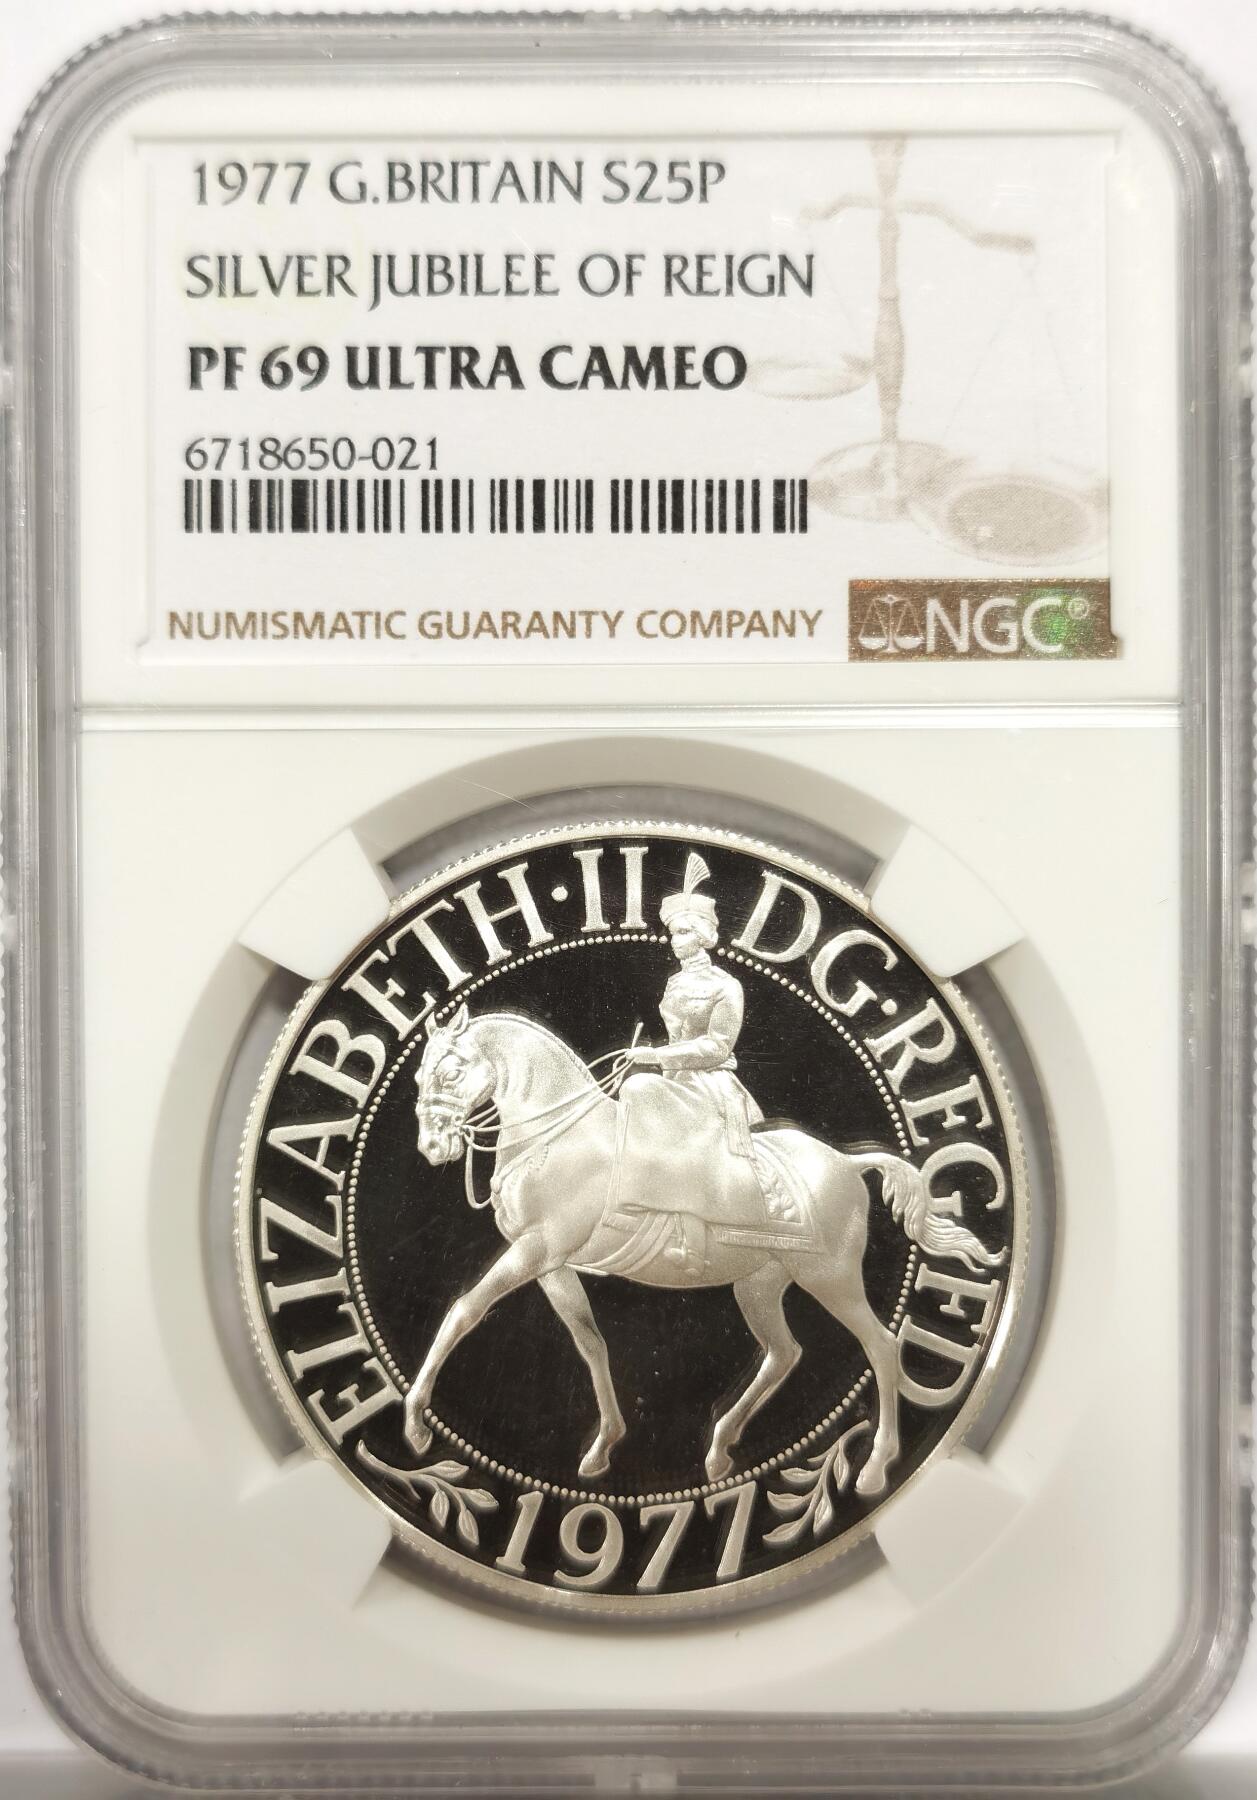 1977 G.BRITAIN S25P
SILVER JUBILEE OF REIGN
PF 69 ULTRA CAMEO
6718650-021
NUMISMATIC GUARANTY COMPANY
NGC®
ELIZABETH·II DG·REG FD
1977